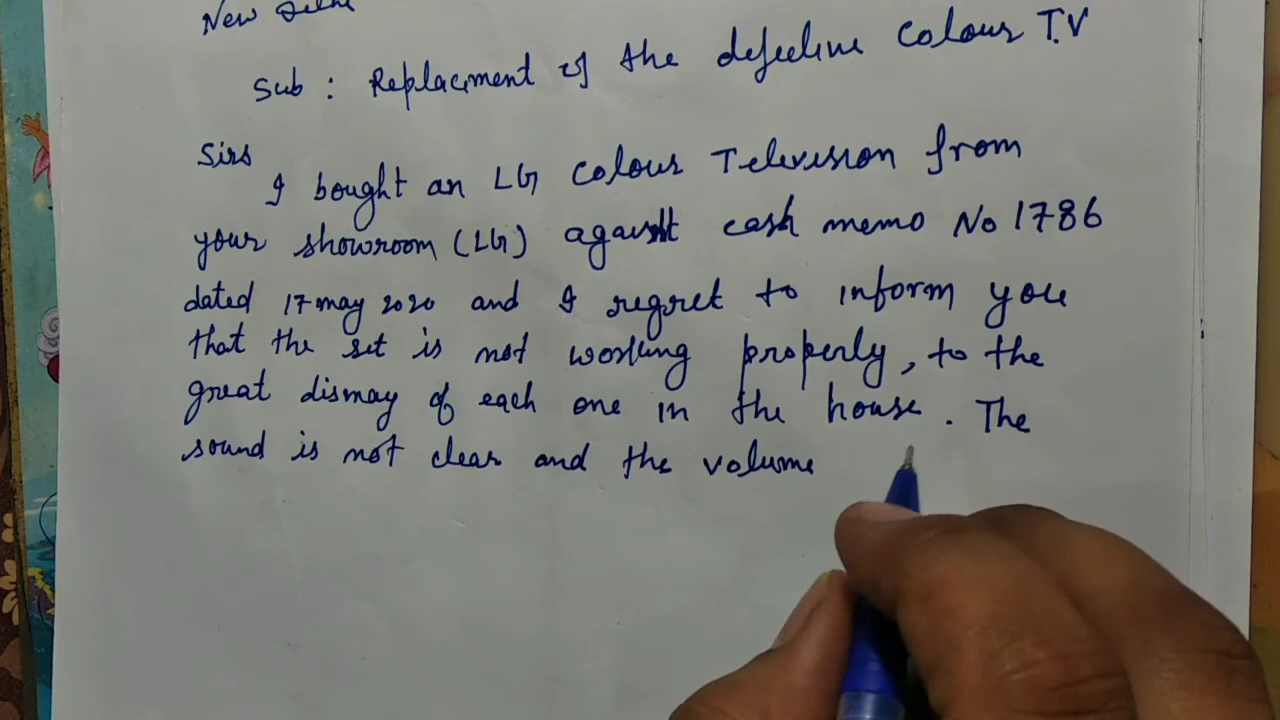 New Delhi
Sub : Replacment of the defective Colour T.V
Sirs
I bought an LG Colour Television from
your showroom (LG) against cash memo No 1786
dated 17 may 2020 and I regret to inform you
that the set is not working properly, to the
great dismay of each one in the house. The
sound is not clear and the volume